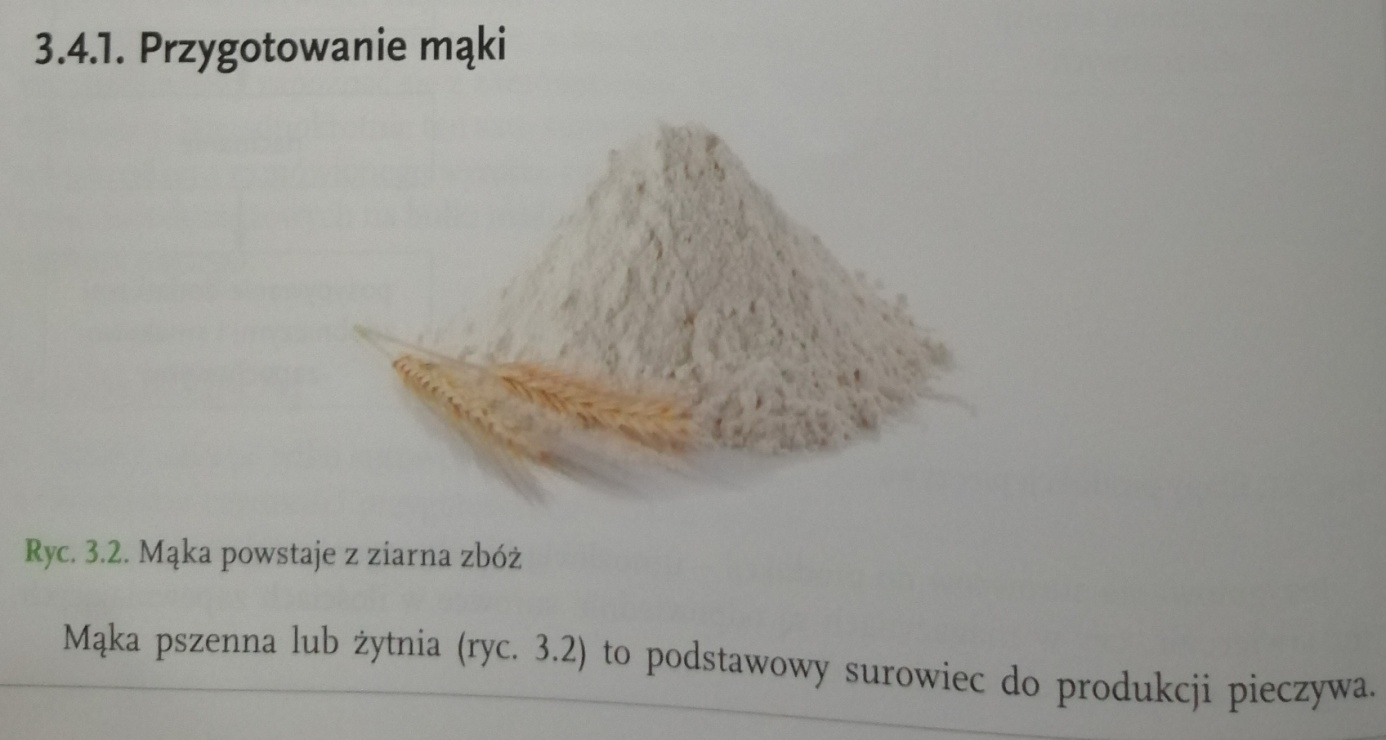 3.4.1. Przygotowanie mąki
Ryc. 3.2. Mąka powstaje z ziarna zbóż
Mąka pszenna lub żytnia (ryc. 3.2) to podstawowy surowiec do produkcji pieczywa.